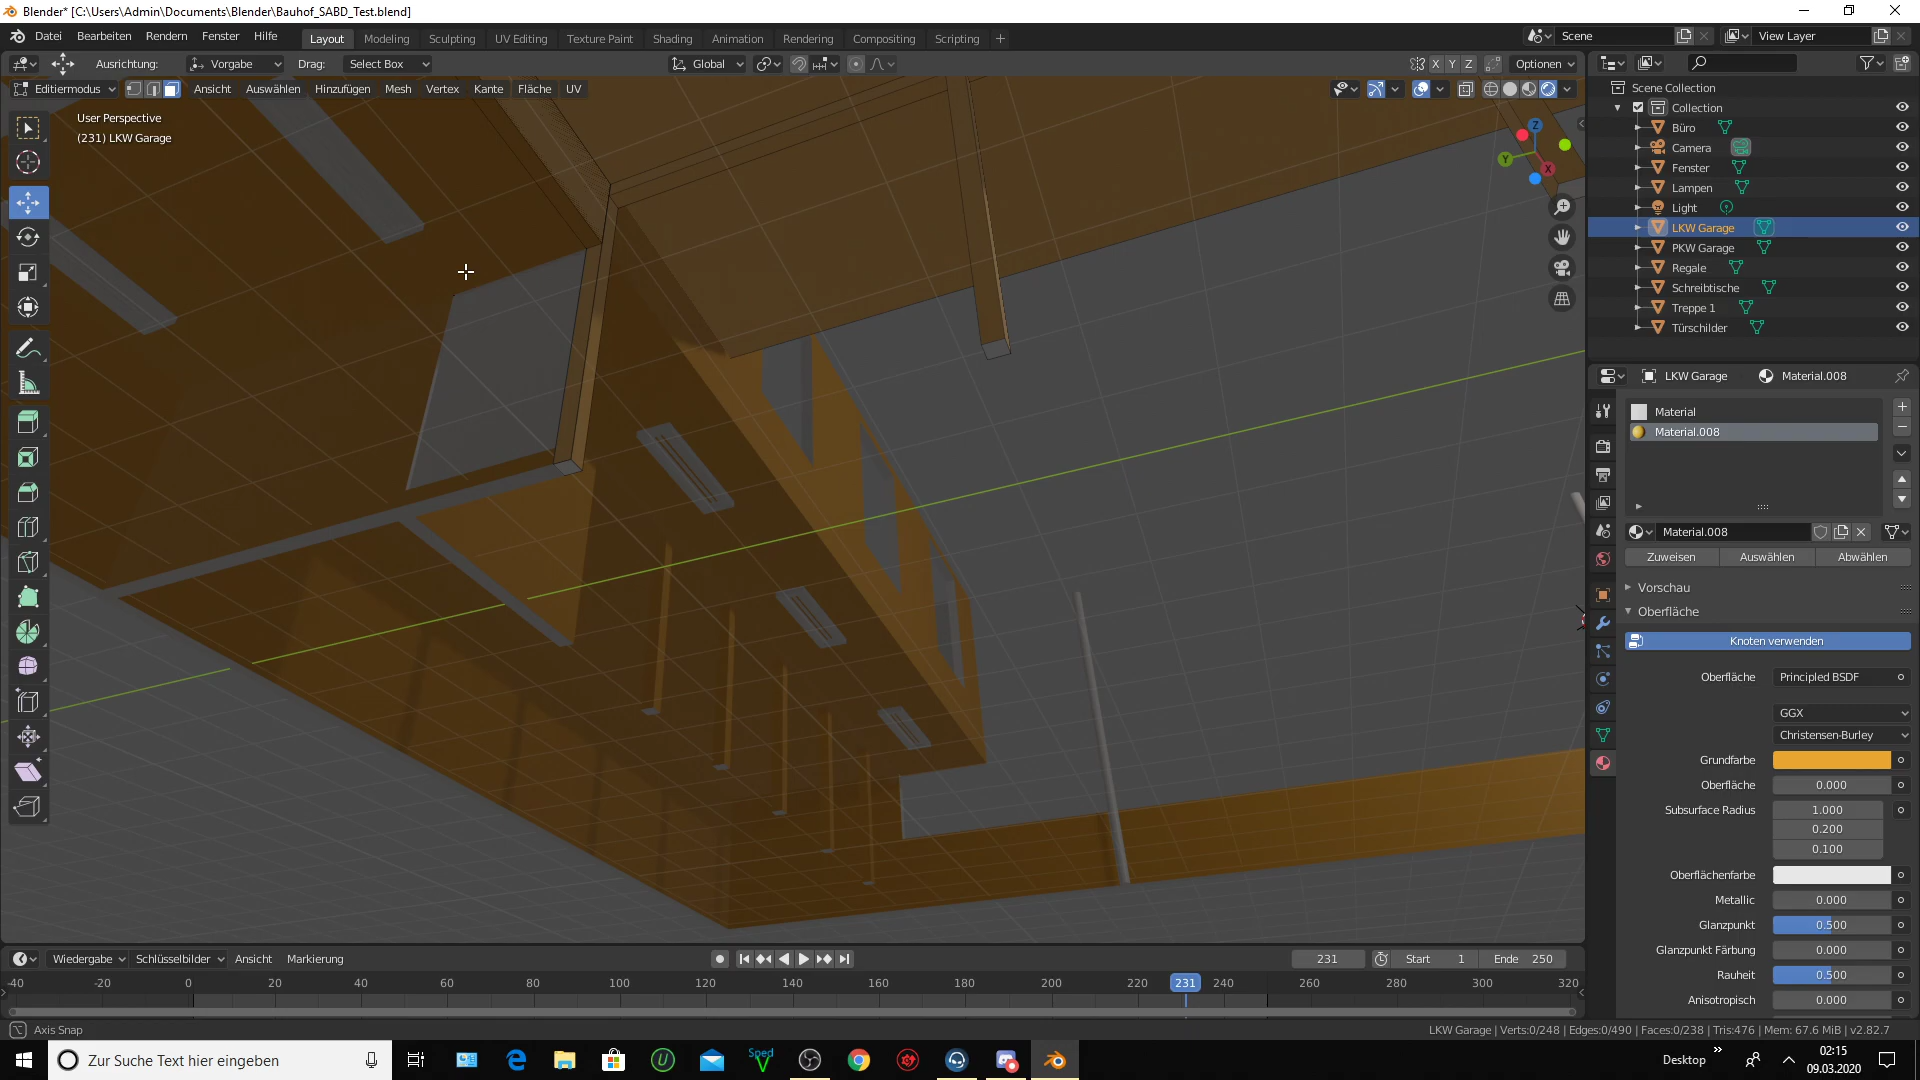 Blender* [C:\Users\Admin\Documents\Blender\Bauhof_SABD_Test.blend]
Datei Bearbeiten Rendern Fenster Hilfe Layout Modeling Sculpting UV Editing Texture Paint Shading Animation Rendering Compositing Scripting Scene View Layer
Ausrichtung: Vorgabe Drag: Select Box Global X Y Z Optionen
Editiermodus Ansicht Auswählen Hinzufügen Mesh Vertex Kante Fläche UV
User Perspective
(231) LKW Garage
Z
Y
X
Scene Collection
Collection
Büro
Camera
Fenster
Lampen
Light
LKW Garage
PKW Garage
Regale
Schreibtische
Treppe 1
Türschilder
LKW Garage Material.008
Material
Material.008
Material.008
Zuweisen Auswählen Abwählen
Vorschau
Oberfläche
Knoten verwenden
Oberfläche Principled BSDF
GGX
Christensen-Burley
Grundfarbe
Oberfläche 0.000
Subsurface Radius 1.000
0.200
0.100
Oberflächenfarbe
Metallic 0.000
Glanzpunkt 0.500
Glanzpunkt Färbung 0.000
Rauheit 0.500
Anisotropisch 0.000
Wiedergabe Schlüsselbilder Ansicht Markierung 231 Start 1 Ende 250
-40 -20 0 20 40 60 80 100 120 140 160 180 200 220 231 240 260 280 300 320
Axis Snap
LKW Garage | Verts:0/248 | Edges:0/490 | Faces:0/238 | Tris:476 | Mem: 67.6 MiB | v2.82.7
Zur Suche Text hier eingeben
Sped
V
Desktop
02:15
09.03.2020